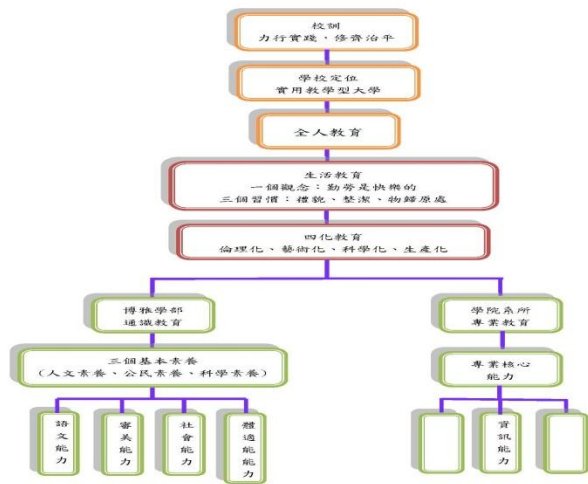 校訓
力行實踐、修齊治平
學校定位
實用教學型大學
全人教育
生活教育
一個觀念：勤勞是快樂的
三個習慣：禮貌、整潔、物歸原處
四化教育
倫理化、藝術化、科學化、生產化
博雅學部
通識教育
學院系所
專業教育
三個基本素養
（人文素養、公民素養、科學素養）
專業核心
能力
語文能力
審美能力
社會能力
體適能能力
資訊能力